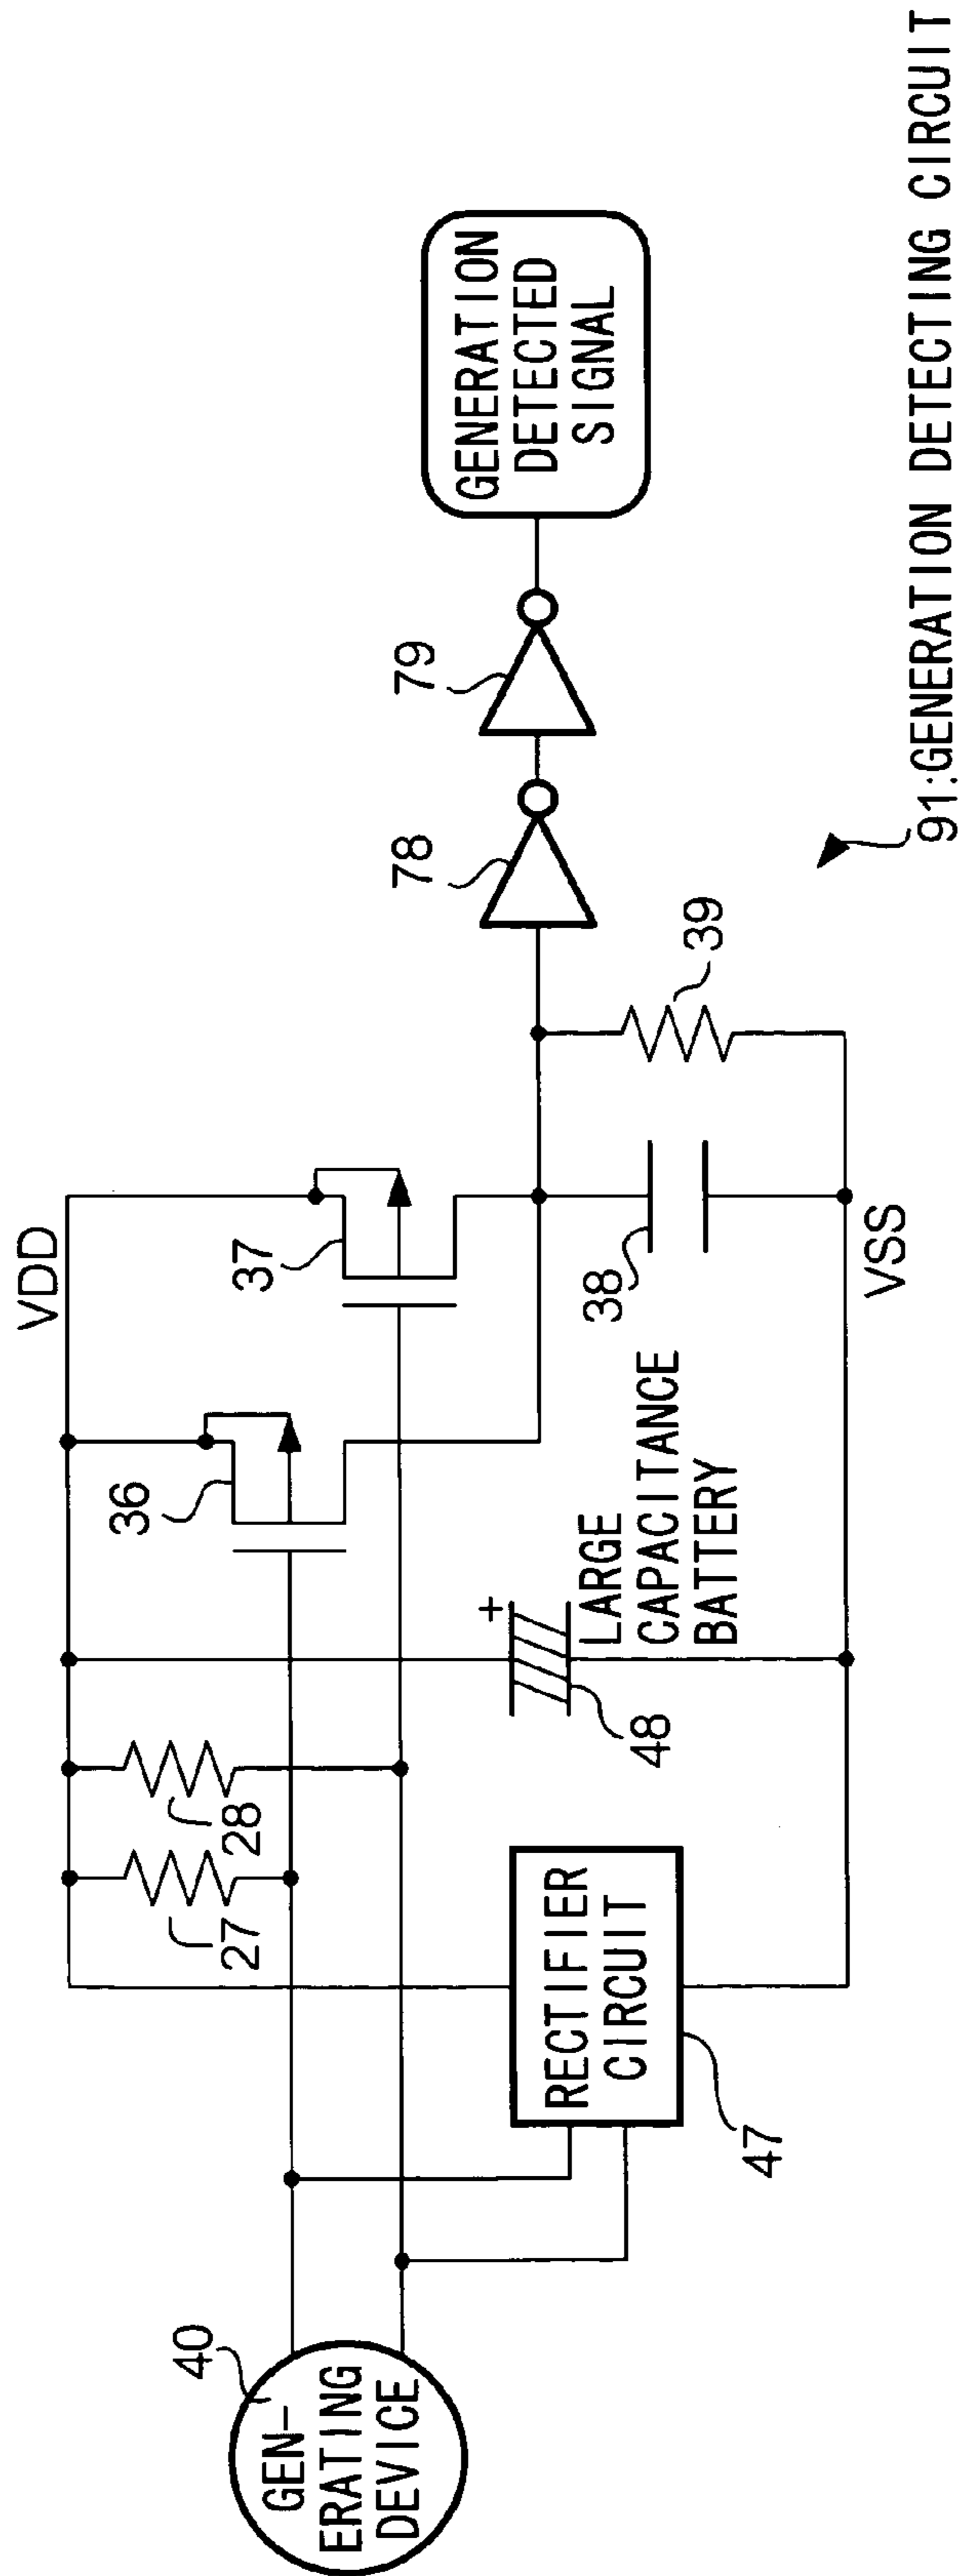 VDD
27
28
36
37
40
GEN-
ERATING
DEVICE
RECTIFIER
CIRCUIT
47
+
48
LARGE
CAPACITANCE
BATTERY
38
39
VSS
78
79
GENERATION
DETECTED
SIGNAL
91:GENERATION DETECTING CIRCUIT